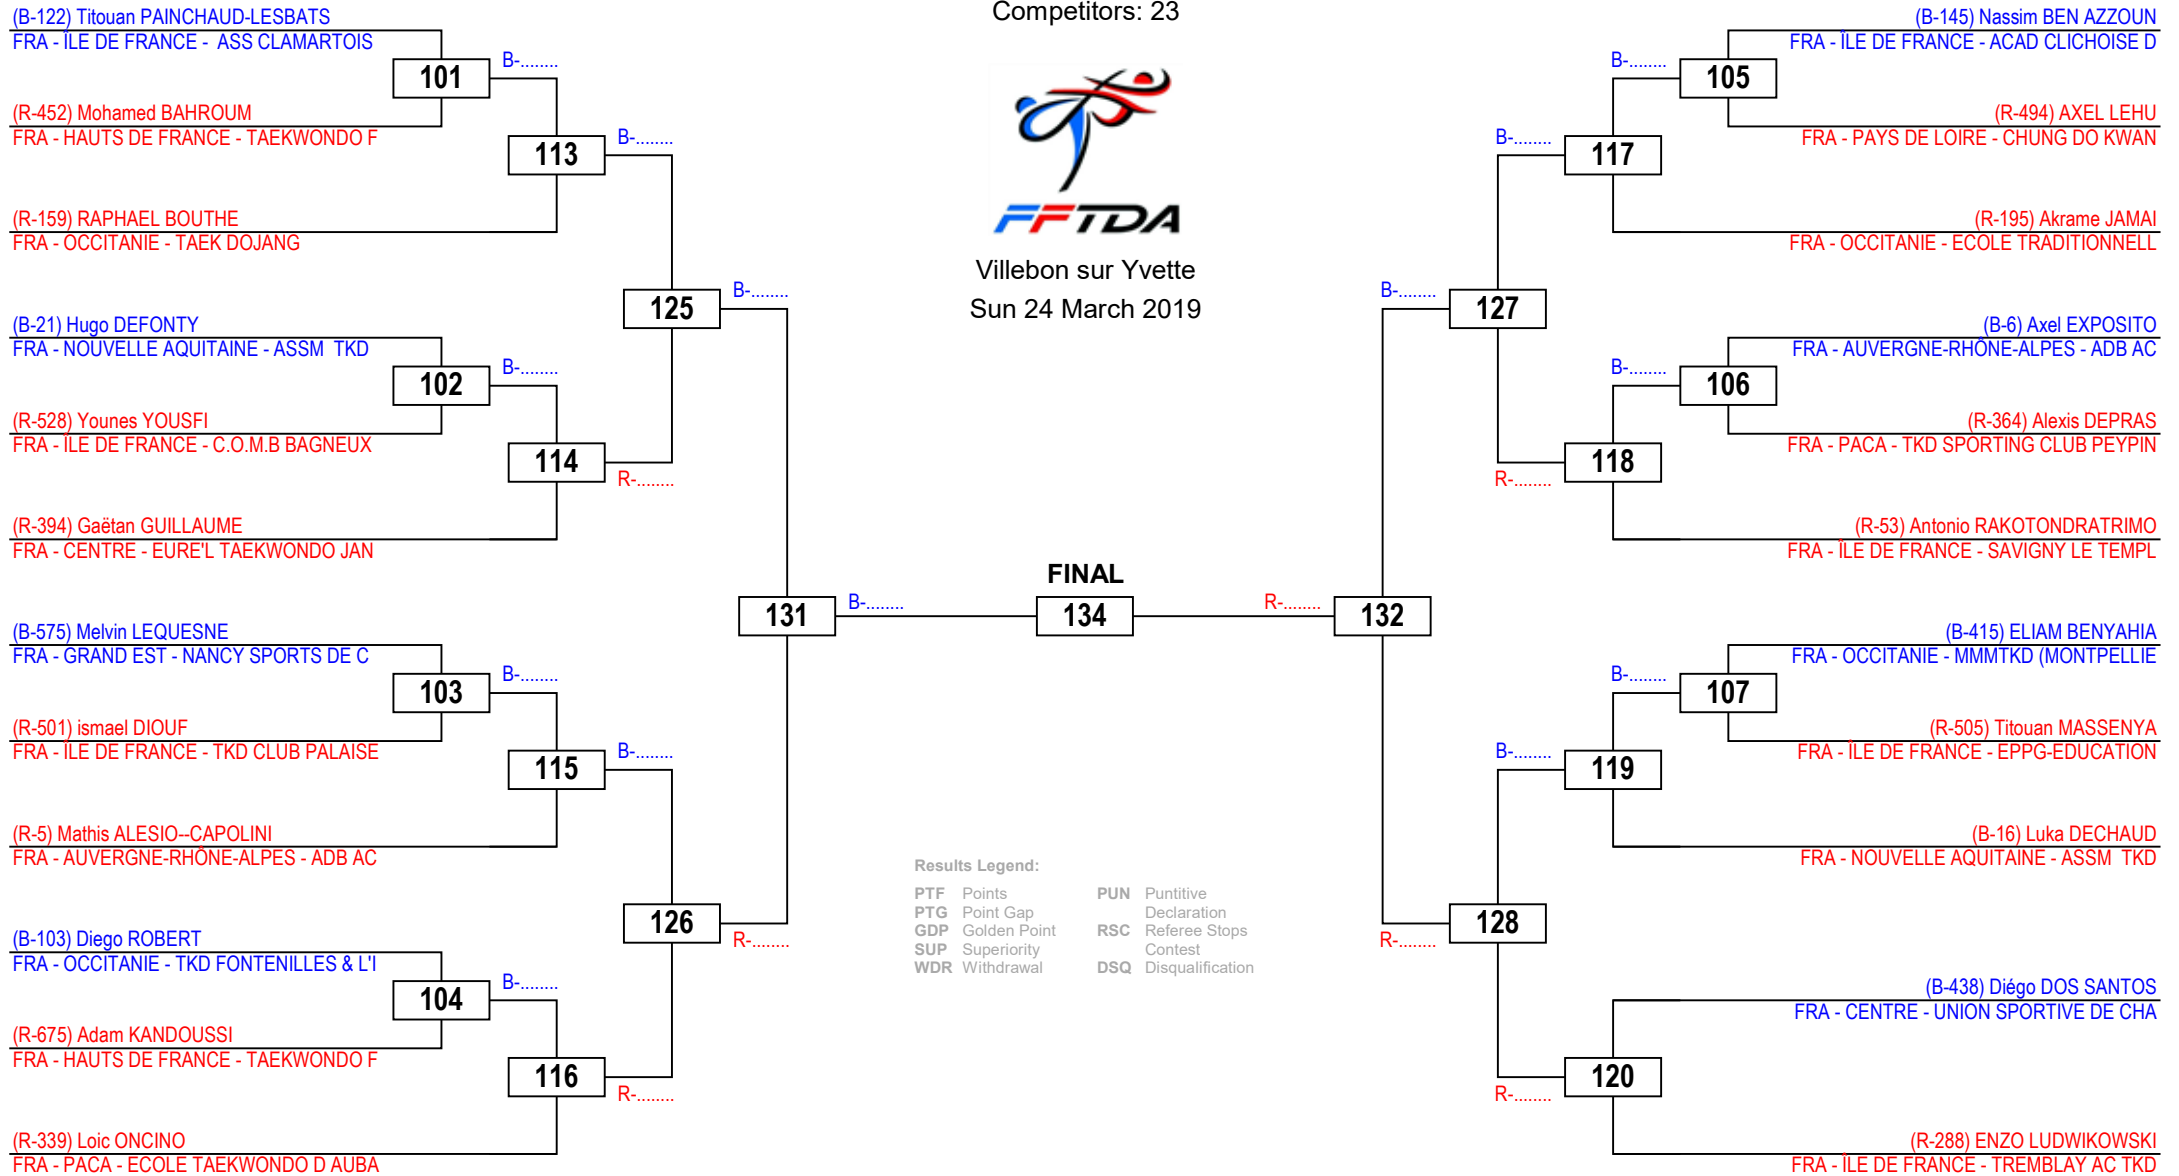 Competitors: 23
FFTDA
Villebon sur Yvette
Sun 24 March 2019
(B-122) Titouan PAINCHAUD-LESBATS
FRA - ÎLE DE FRANCE - ASS CLAMARTOIS
101
B-........
(R-452) Mohamed BAHROUM
FRA - HAUTS DE FRANCE - TAEKWONDO F
113
B-........
(R-159) RAPHAEL BOUTHE
FRA - OCCITANIE - TAEK DOJANG
125
B-........
(B-21) Hugo DEFONTY
FRA - NOUVELLE AQUITAINE - ASSM TKD
102
B-........
(R-528) Younes YOUSFI
FRA - ÎLE DE FRANCE - C.O.M.B BAGNEUX
114
R-........
(R-394) Gaëtan GUILLAUME
FRA - CENTRE - EURE'L TAEKWONDO JAN
131
B-........
(B-575) Melvin LEQUESNE
FRA - GRAND EST - NANCY SPORTS DE C
103
B-........
(R-501) ismael DIOUF
FRA - ÎLE DE FRANCE - TKD CLUB PALAISE
115
B-........
(R-5) Mathis ALESIO--CAPOLINI
FRA - AUVERGNE-RHÔNE-ALPES - ADB AC
126
R-........
(B-103) Diego ROBERT
FRA - OCCITANIE - TKD FONTENILLES & L'I
104
B-........
(R-675) Adam KANDOUSSI
FRA - HAUTS DE FRANCE - TAEKWONDO F
116
R-........
(R-339) Loic ONCINO
FRA - PACA - ECOLE TAEKWONDO D AUBA
FINAL
134
Results Legend:
PTF Points
PTG Point Gap
GDP Golden Point
SUP Superiority
WDR Withdrawal
PUN Puntitive
Declaration
RSC Referee Stops
Contest
DSQ Disqualification
(B-145) Nassim BEN AZZOUN
FRA - ÎLE DE FRANCE - ACAD CLICHOISE D
B-........
105
(R-494) AXEL LEHU
FRA - PAYS DE LOIRE - CHUNG DO KWAN
B-........
117
(R-195) Akrame JAMAI
FRA - OCCITANIE - ECOLE TRADITIONNELL
B-........
127
(B-6) Axel EXPOSITO
FRA - AUVERGNE-RHÔNE-ALPES - ADB AC
B-........
106
(R-364) Alexis DEPRAS
FRA - PACA - TKD SPORTING CLUB PEYPIN
118
R-........
(R-53) Antonio RAKOTONDRATRIMO
FRA - ÎLE DE FRANCE - SAVIGNY LE TEMPL
R-........
132
(B-415) ELIAM BENYAHIA
FRA - OCCITANIE - MMMTKD (MONTPELLIE
B-........
107
(R-505) Titouan MASSENYA
FRA - ÎLE DE FRANCE - EPPG-EDUCATION
B-........
119
(B-16) Luka DECHAUD
FRA - NOUVELLE AQUITAINE - ASSM TKD
128
R-........
(B-438) Diégo DOS SANTOS
FRA - CENTRE - UNION SPORTIVE DE CHA
120
R-........
(R-288) ENZO LUDWIKOWSKI
FRA - ÎLE DE FRANCE - TREMBLAY AC TKD